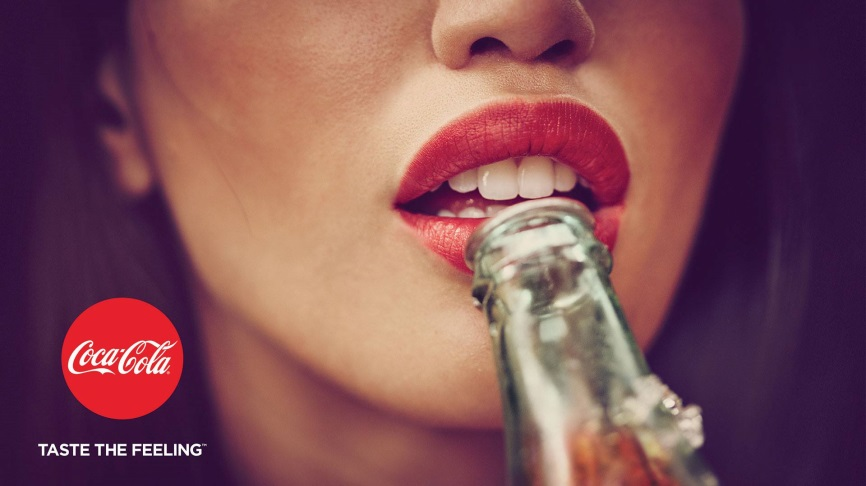 Coca-Cola
TASTE THE FEELING™